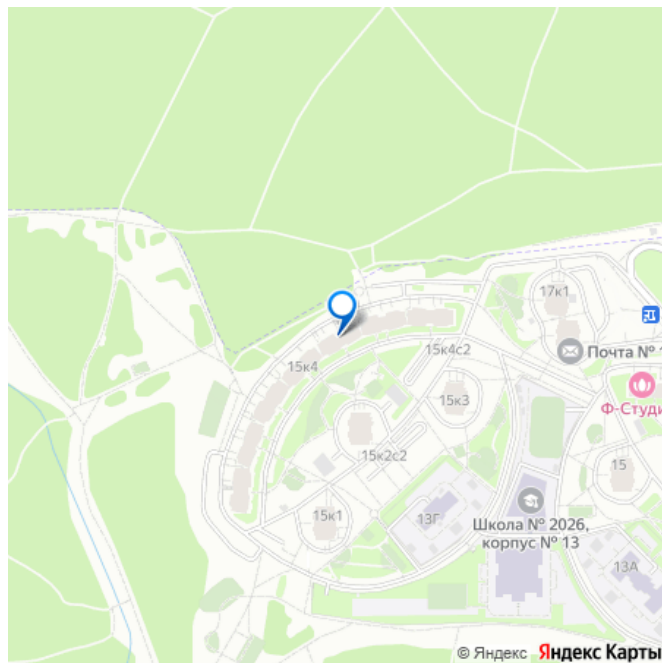 17к1
Почта № 1
15к4с2
15к4
Ф-Студи
15к3
15к2с2
15
15к1
13Г
Школа № 2026,
корпус № 13
13А
© Яндекс Яндекс Карты